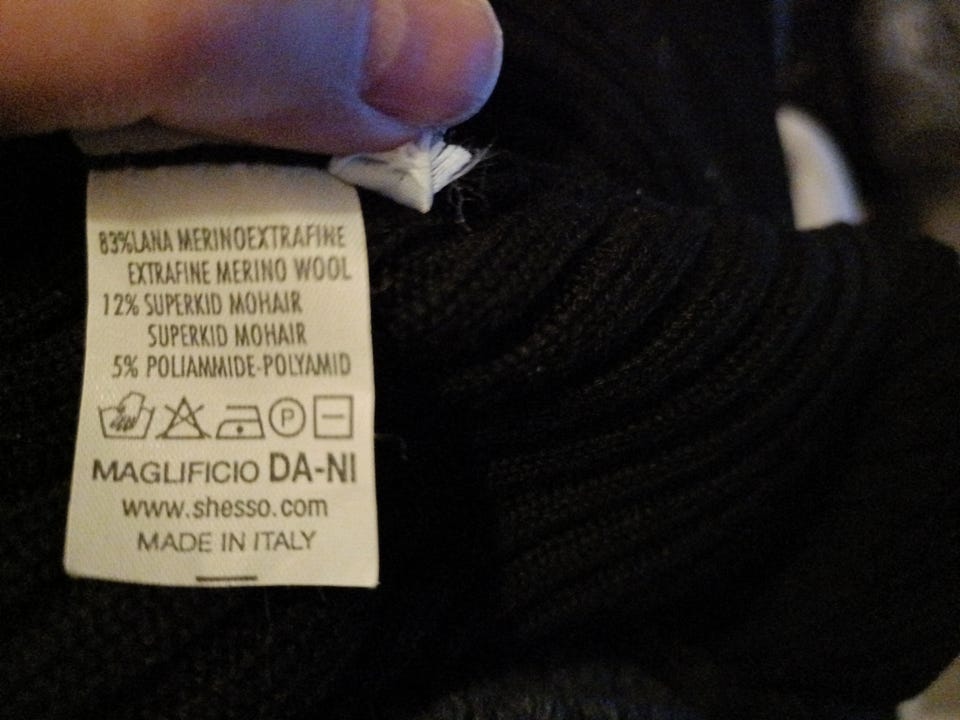 83%LANA MERINOEXTRAFINE
EXTRAFINE MERINO WOOL
12% SUPERKID MOHAIR
SUPERKID MOHAIR
5% POLIAMMIDE-POLYAMID
P
MAGLIFICIO DA-NI
www.shesso.com
MADE IN ITALY